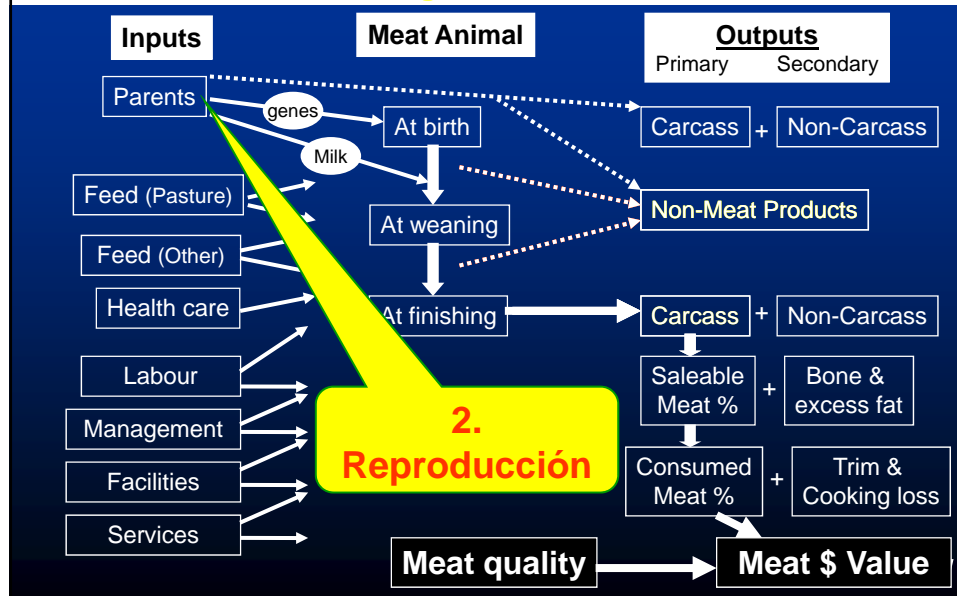 Inputs
Meat Animal
Outputs
Primary Secondary
Parents
genes
Milk
At birth
Carcass + Non-Carcass
Feed (Pasture)
At weaning
Non-Meat Products
Feed (Other)
Health care
At finishing
Carcass + Non-Carcass
Labour
Saleable
Meat %
+
Bone &
excess fat
Management
2.
Reproducción
Facilities
Consumed
Meat %
+
Trim &
Cooking loss
Services
Meat quality
Meat $ Value